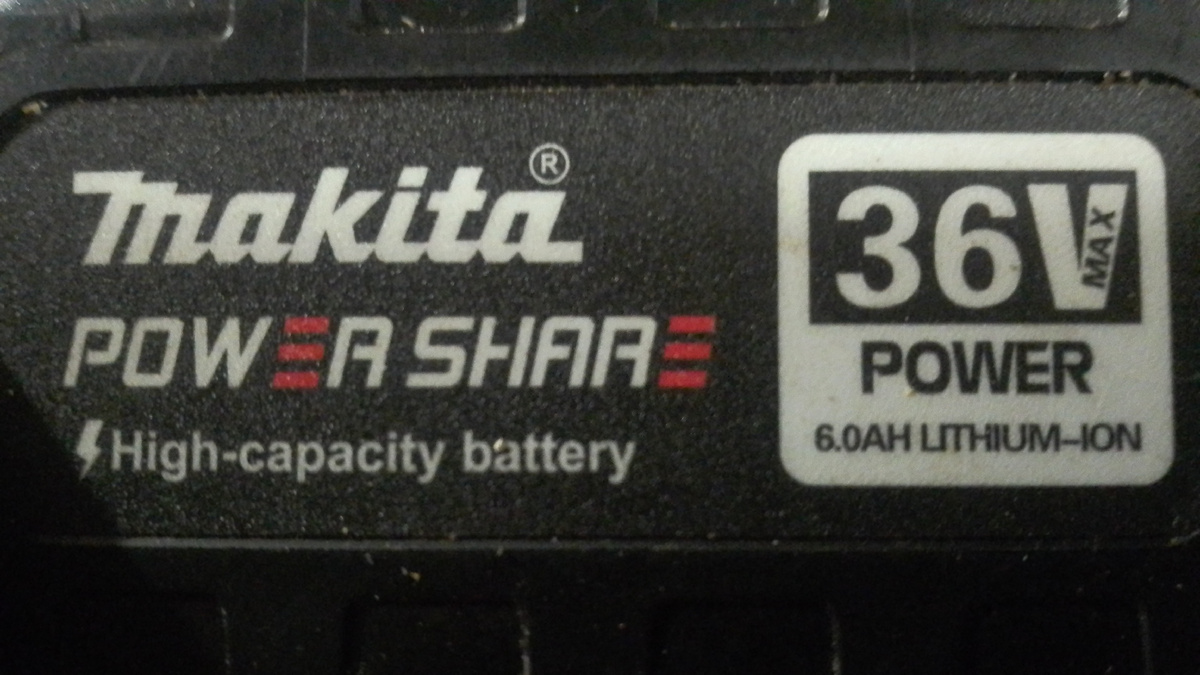 makita®
POWER SHARE
High-capacity battery
36V MAX
POWER
6.0AH LITHIUM-ION